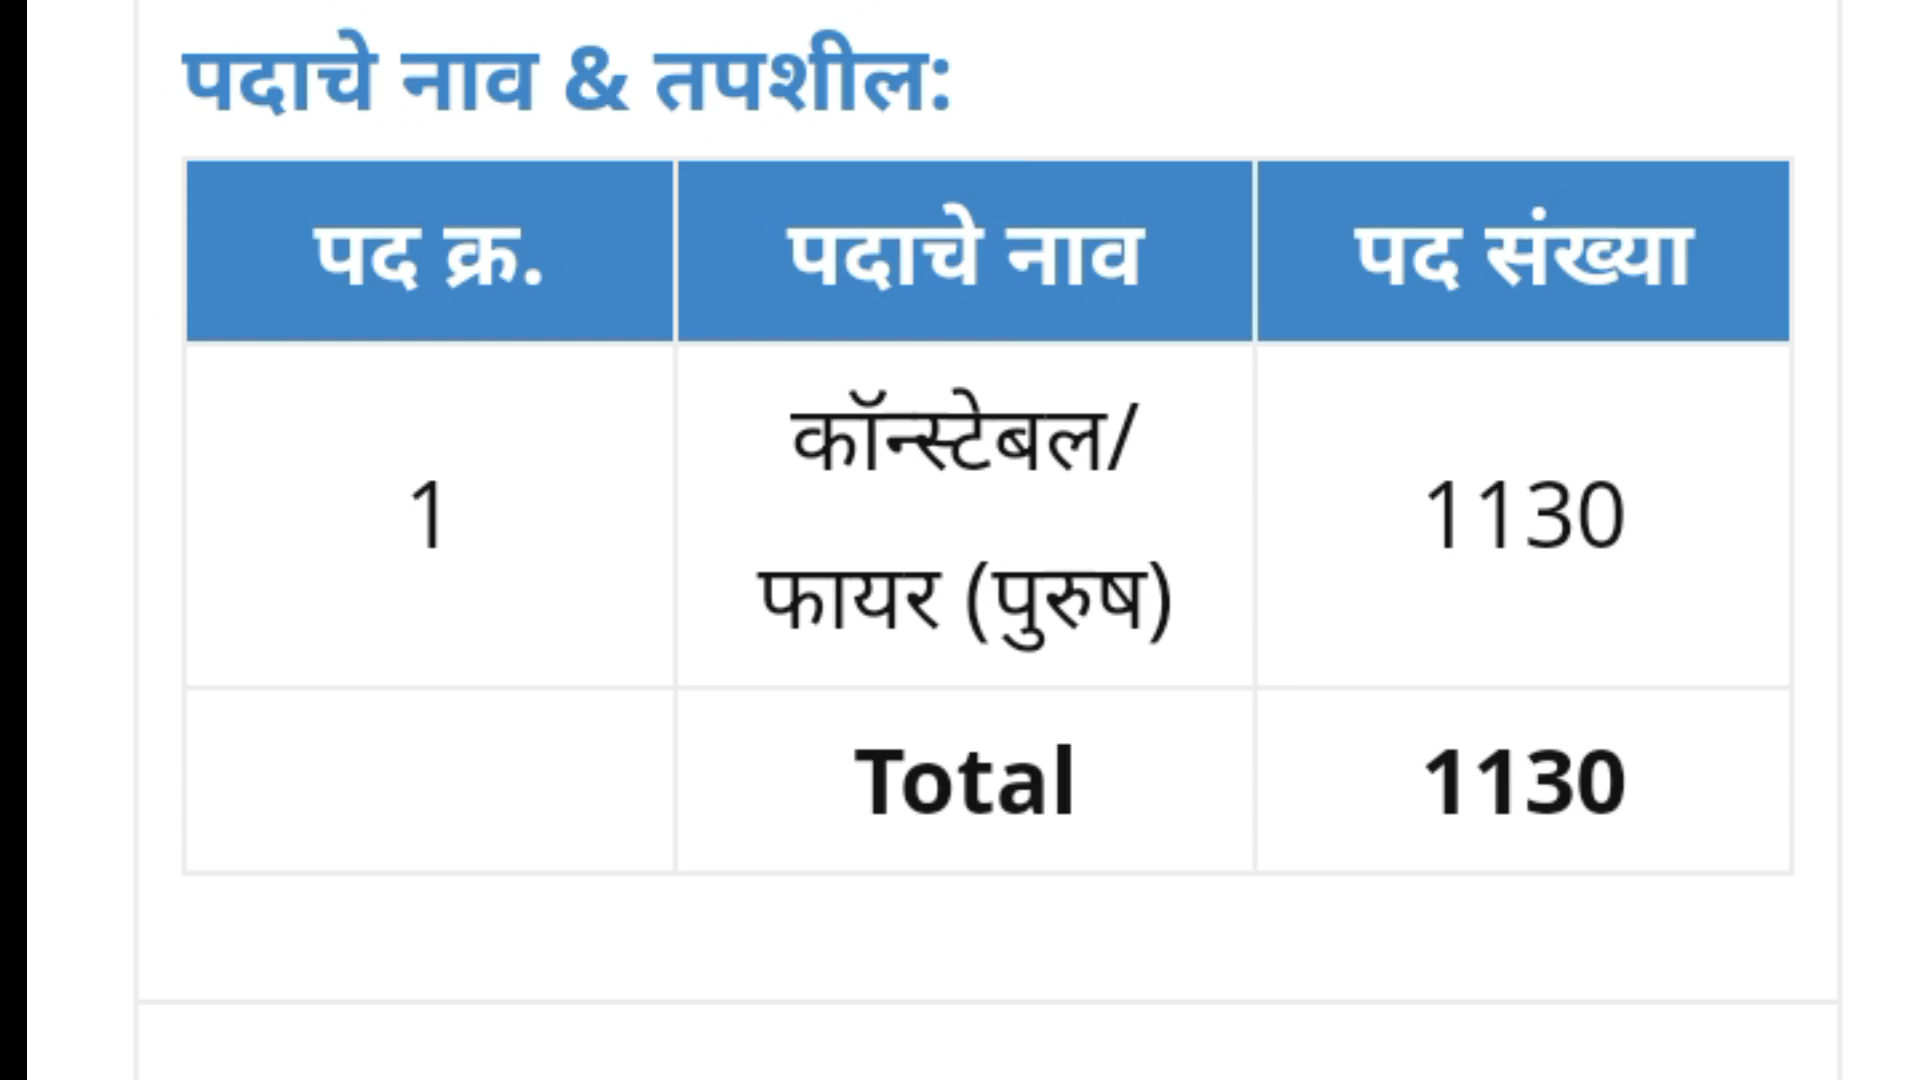 पदाचे नाव & तपशील:
पद क्र. पदाचे नाव पद संख्या
कॉन्स्टेबल/
1 1130
फायर (पुरुष)
Total 1130